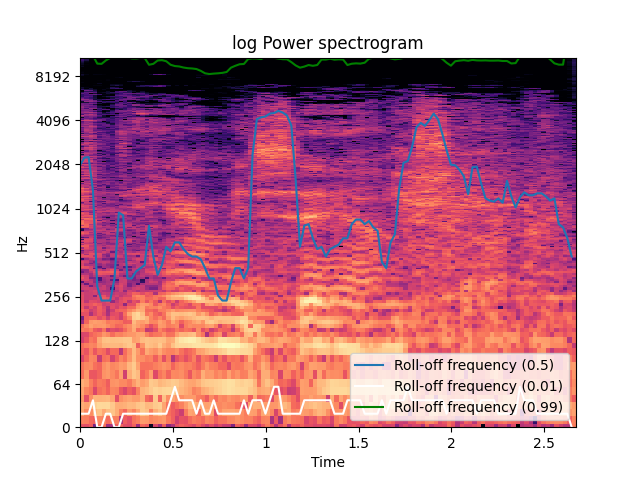 log Power spectrogram
Hz
8192
4096
2048
1024
512
256
128
64
0
Roll-off frequency (0.5)
Roll-off frequency (0.01)
Roll-off frequency (0.99)
0
0.5
1
1.5
2
2.5
Time